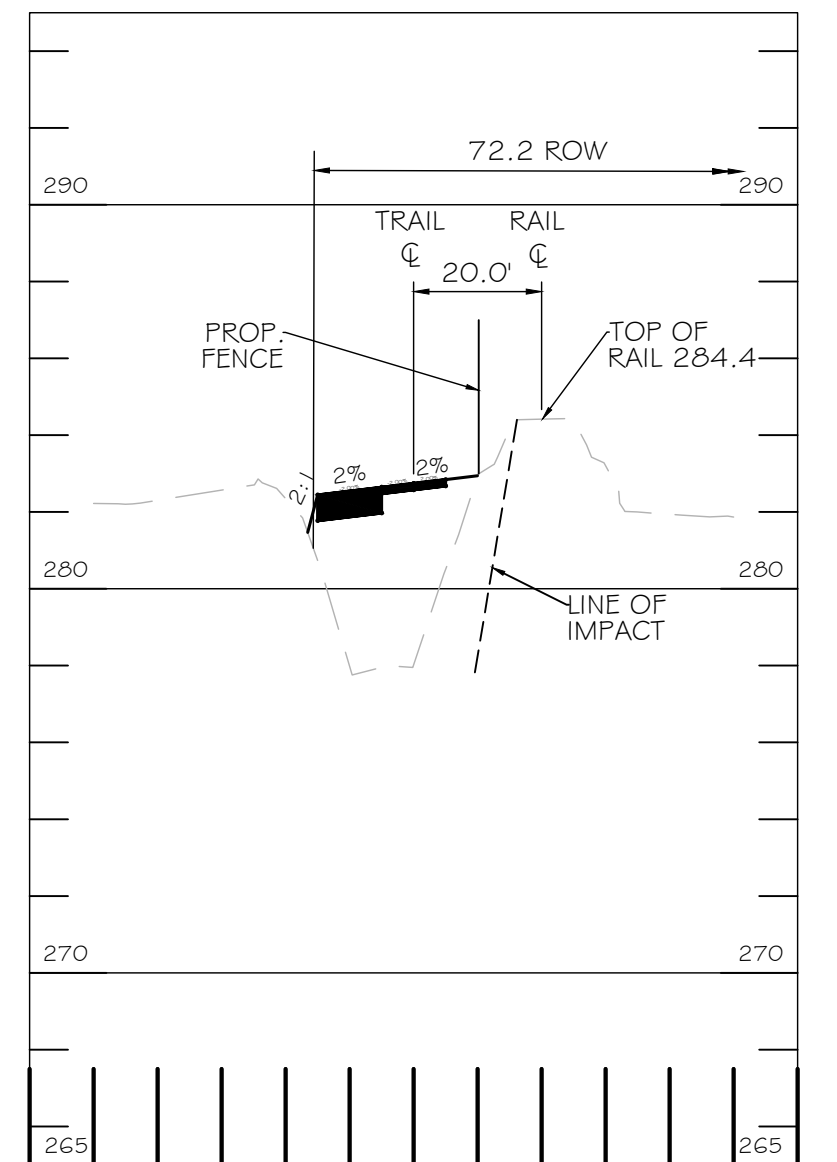 72.2 ROW
290
290
TRAIL
℄
RAIL
℄
20.0'
PROP.
FENCE
TOP OF
RAIL 284.4
2:1
2%
2%
280
280
LINE OF
IMPACT
270
270
265
265